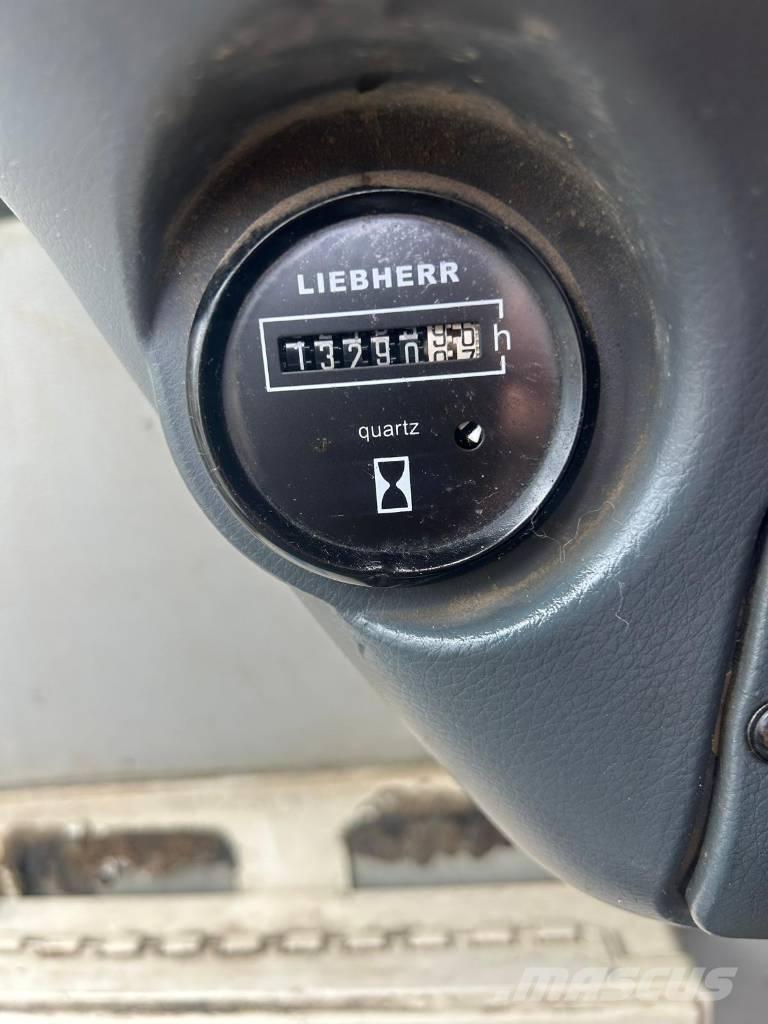 LIEBHERR
13290 h
quartz
MASCUS